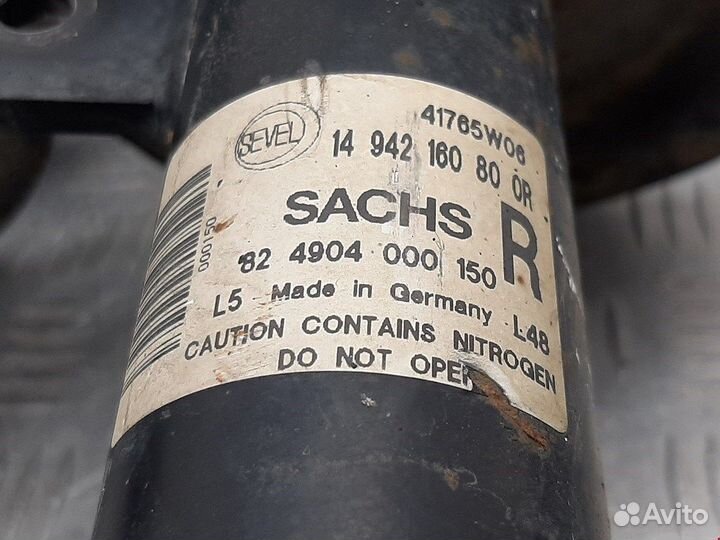 41765W06
SEVEL
14 942 160 80 0R
SACHS R
82 4904 000 150
000150
L5 Made in Germany L48
CAUTION CONTAINS NITROGEN
DO NOT OPEN
Avito